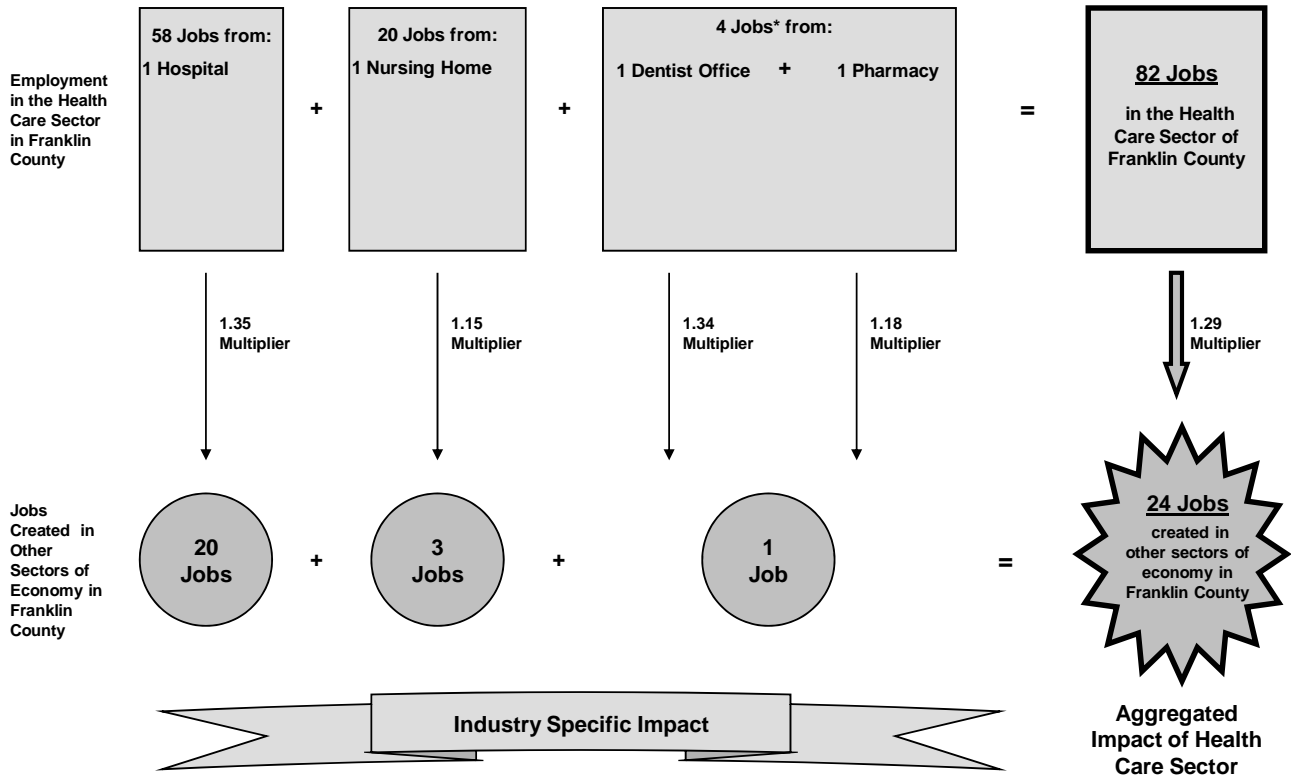 Employment
in the Health
Care Sector
in Franklin
County
58 Jobs from:
1 Hospital
+
20 Jobs from:
1 Nursing Home
+
4 Jobs* from:
1 Dentist Office + 1 Pharmacy
=
82 Jobs
in the Health
Care Sector of
Franklin County
1.35
Multiplier
1.15
Multiplier
1.34
Multiplier
1.18
Multiplier
1.29
Multiplier
Jobs
Created in
Other
Sectors of
Economy in
Franklin
County
20
Jobs
+
3
Jobs
+
1
Job
=
24 Jobs
created in
other sectors of
economy in
Franklin County
Industry Specific Impact
Aggregated
Impact of Health
Care Sector